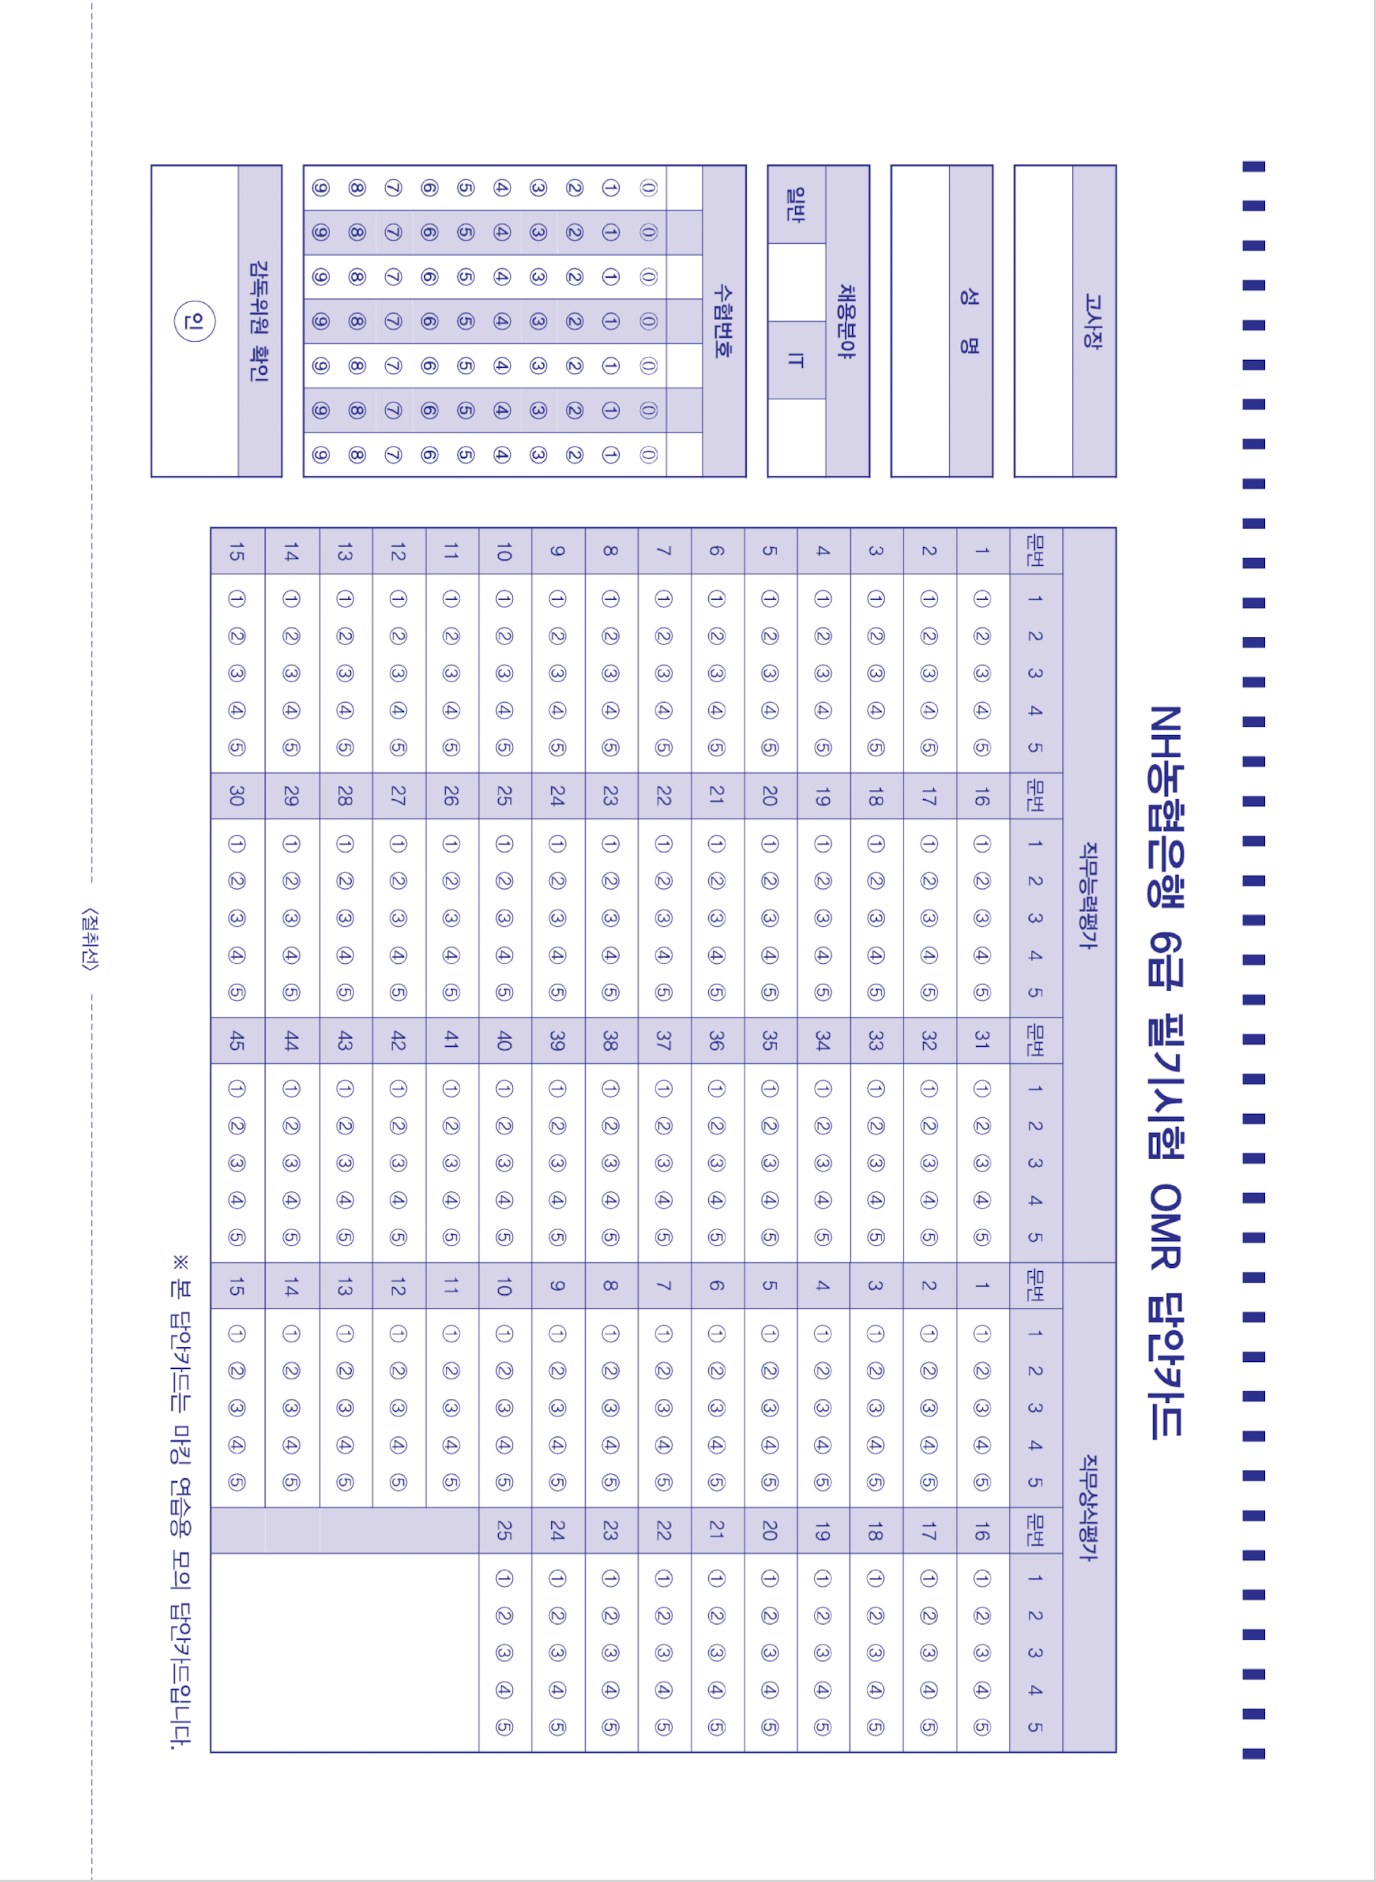 NH농협은행 6급 필기시험 OMR 답안카드
고사장
성 명
채용분야
일반 IT
수험번호
⓪ ⓪ ⓪ ⓪ ⓪ ⓪ ⓪
① ① ① ① ① ① ①
② ② ② ② ② ② ②
③ ③ ③ ③ ③ ③ ③
④ ④ ④ ④ ④ ④ ④
⑤ ⑤ ⑤ ⑤ ⑤ ⑤ ⑤
⑥ ⑥ ⑥ ⑥ ⑥ ⑥ ⑥
⑦ ⑦ ⑦ ⑦ ⑦ ⑦ ⑦
⑧ ⑧ ⑧ ⑧ ⑧ ⑧ ⑧
⑨ ⑨ ⑨ ⑨ ⑨ ⑨ ⑨
감독위원 확인
인
직무능력평가 직무상식평가
문번 1 2 3 4 5 문번 1 2 3 4 5 문번 1 2 3 4 5 문번 1 2 3 4 5 문번 1 2 3 4 5
1 ① ② ③ ④ ⑤ 16 ① ② ③ ④ ⑤ 31 ① ② ③ ④ ⑤ 1 ① ② ③ ④ ⑤ 16 ① ② ③ ④ ⑤
2 ① ② ③ ④ ⑤ 17 ① ② ③ ④ ⑤ 32 ① ② ③ ④ ⑤ 2 ① ② ③ ④ ⑤ 17 ① ② ③ ④ ⑤
3 ① ② ③ ④ ⑤ 18 ① ② ③ ④ ⑤ 33 ① ② ③ ④ ⑤ 3 ① ② ③ ④ ⑤ 18 ① ② ③ ④ ⑤
4 ① ② ③ ④ ⑤ 19 ① ② ③ ④ ⑤ 34 ① ② ③ ④ ⑤ 4 ① ② ③ ④ ⑤ 19 ① ② ③ ④ ⑤
5 ① ② ③ ④ ⑤ 20 ① ② ③ ④ ⑤ 35 ① ② ③ ④ ⑤ 5 ① ② ③ ④ ⑤ 20 ① ② ③ ④ ⑤
6 ① ② ③ ④ ⑤ 21 ① ② ③ ④ ⑤ 36 ① ② ③ ④ ⑤ 6 ① ② ③ ④ ⑤ 21 ① ② ③ ④ ⑤
7 ① ② ③ ④ ⑤ 22 ① ② ③ ④ ⑤ 37 ① ② ③ ④ ⑤ 7 ① ② ③ ④ ⑤ 22 ① ② ③ ④ ⑤
8 ① ② ③ ④ ⑤ 23 ① ② ③ ④ ⑤ 38 ① ② ③ ④ ⑤ 8 ① ② ③ ④ ⑤ 23 ① ② ③ ④ ⑤
9 ① ② ③ ④ ⑤ 24 ① ② ③ ④ ⑤ 39 ① ② ③ ④ ⑤ 9 ① ② ③ ④ ⑤ 24 ① ② ③ ④ ⑤
10 ① ② ③ ④ ⑤ 25 ① ② ③ ④ ⑤ 40 ① ② ③ ④ ⑤ 10 ① ② ③ ④ ⑤ 25 ① ② ③ ④ ⑤
11 ① ② ③ ④ ⑤ 26 ① ② ③ ④ ⑤ 41 ① ② ③ ④ ⑤ 11 ① ② ③ ④ ⑤
12 ① ② ③ ④ ⑤ 27 ① ② ③ ④ ⑤ 42 ① ② ③ ④ ⑤ 12 ① ② ③ ④ ⑤
13 ① ② ③ ④ ⑤ 28 ① ② ③ ④ ⑤ 43 ① ② ③ ④ ⑤ 13 ① ② ③ ④ ⑤
14 ① ② ③ ④ ⑤ 29 ① ② ③ ④ ⑤ 44 ① ② ③ ④ ⑤ 14 ① ② ③ ④ ⑤
15 ① ② ③ ④ ⑤ 30 ① ② ③ ④ ⑤ 45 ① ② ③ ④ ⑤ 15 ① ② ③ ④ ⑤
※ 본 답안카드는 마킹 연습용 모의 답안카드입니다.
〈절취선〉